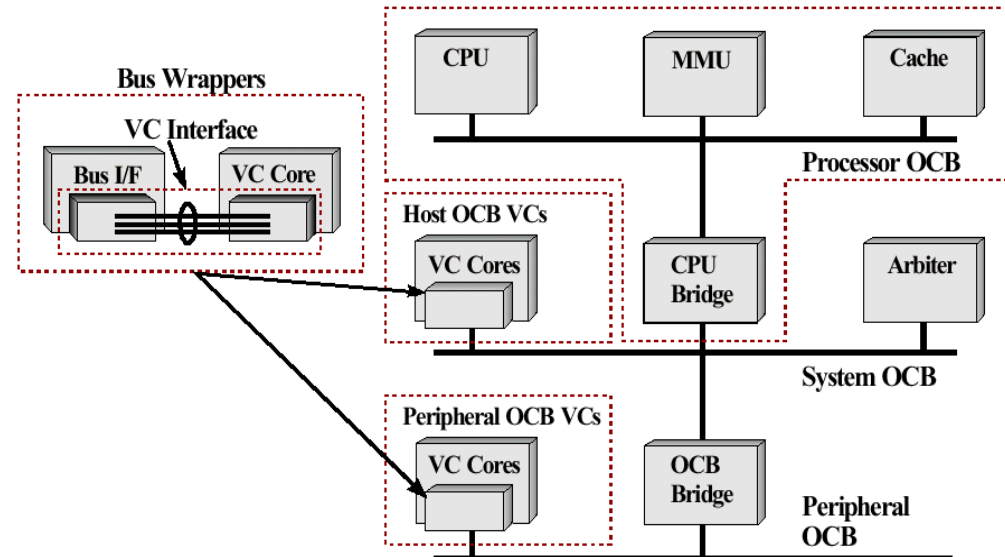 Bus Wrappers
VC Interface
Bus I/F
VC Core
CPU
MMU
Cache
Processor OCB
Host OCB VCs
VC Cores
CPU
Bridge
Arbiter
System OCB
Peripheral OCB VCs
VC Cores
OCB
Bridge
Peripheral
OCB